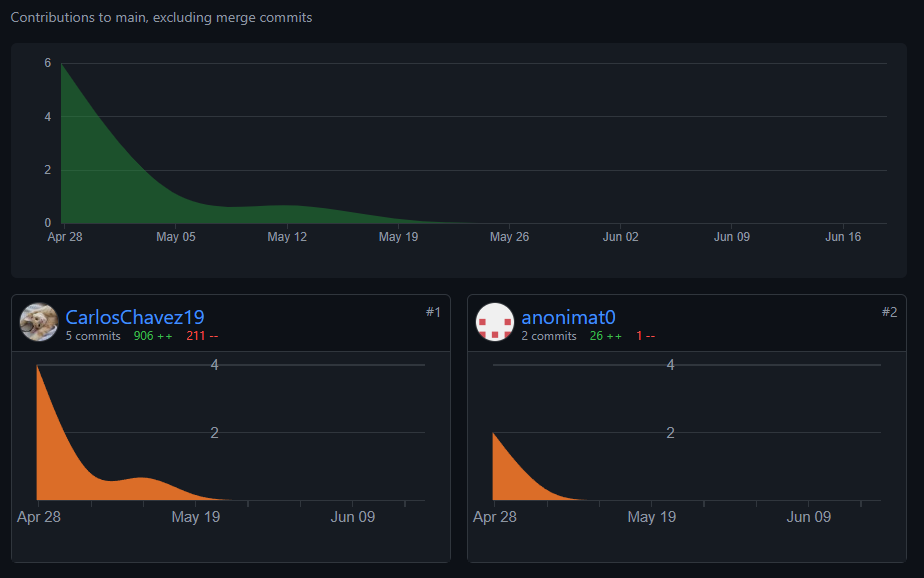 Contributions to main, excluding merge commits
6
4
2
0
Apr 28 May 05 May 12 May 19 May 26 Jun 02 Jun 09 Jun 16
CarlosChavez19 #1
5 commits 906 ++ 211 --
4
2
Apr 28 May 19 Jun 09
anonimat0 #2
2 commits 26 ++ 1 --
4
2
Apr 28 May 19 Jun 09